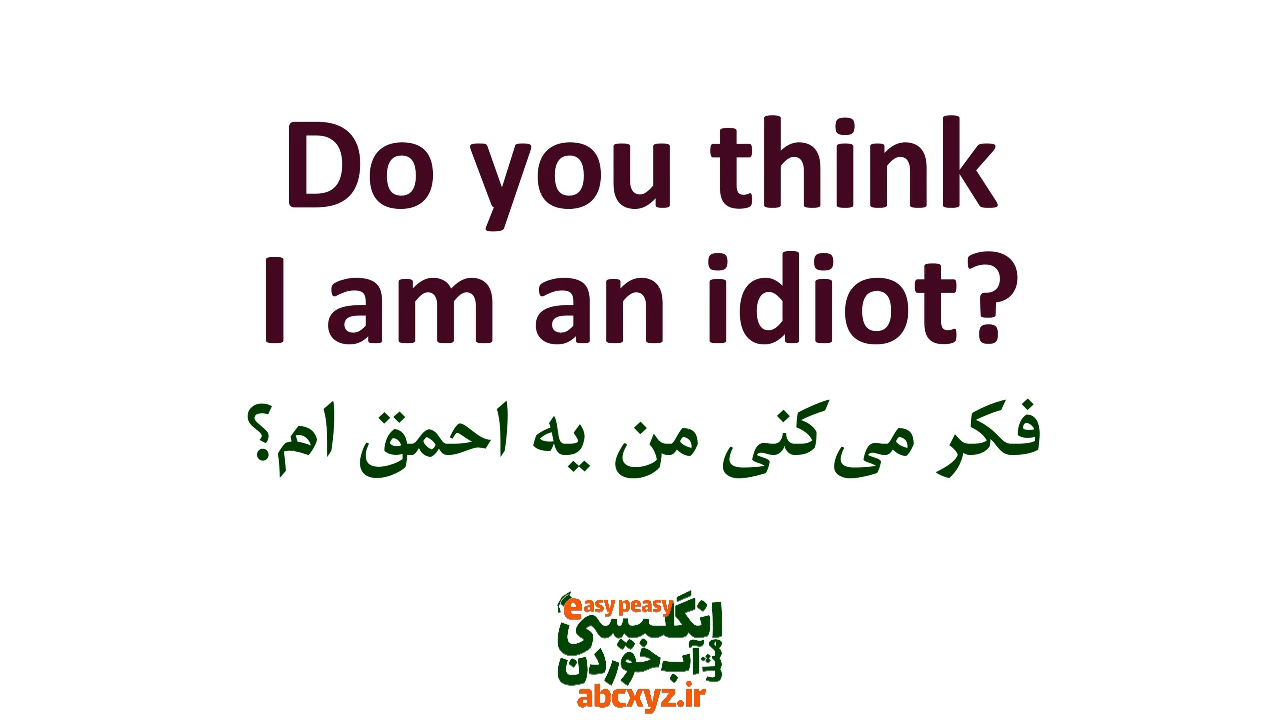 Do you think
I am an idiot?
فکر می‌کنی من یه احمق ام؟
easy peasy
انگلیسی
مثل آب خوردن
abcxyz.ir